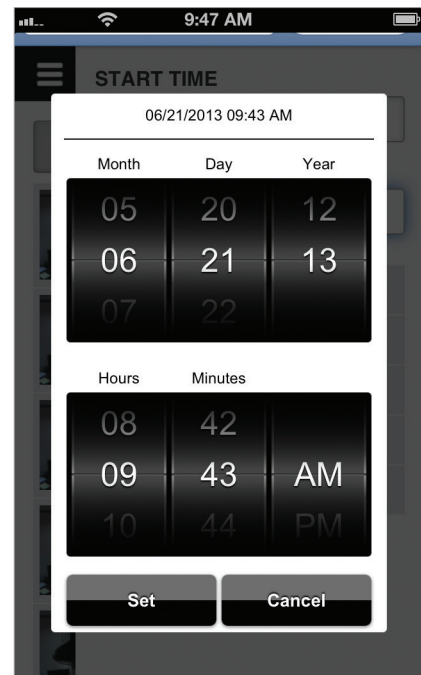 9:47 AM
START TIME
06/21/2013 09:43 AM
Month Day Year
05 20 12
06 21 13
07 22
Hours Minutes
08 42
09 43 AM
10 44 PM
Set Cancel